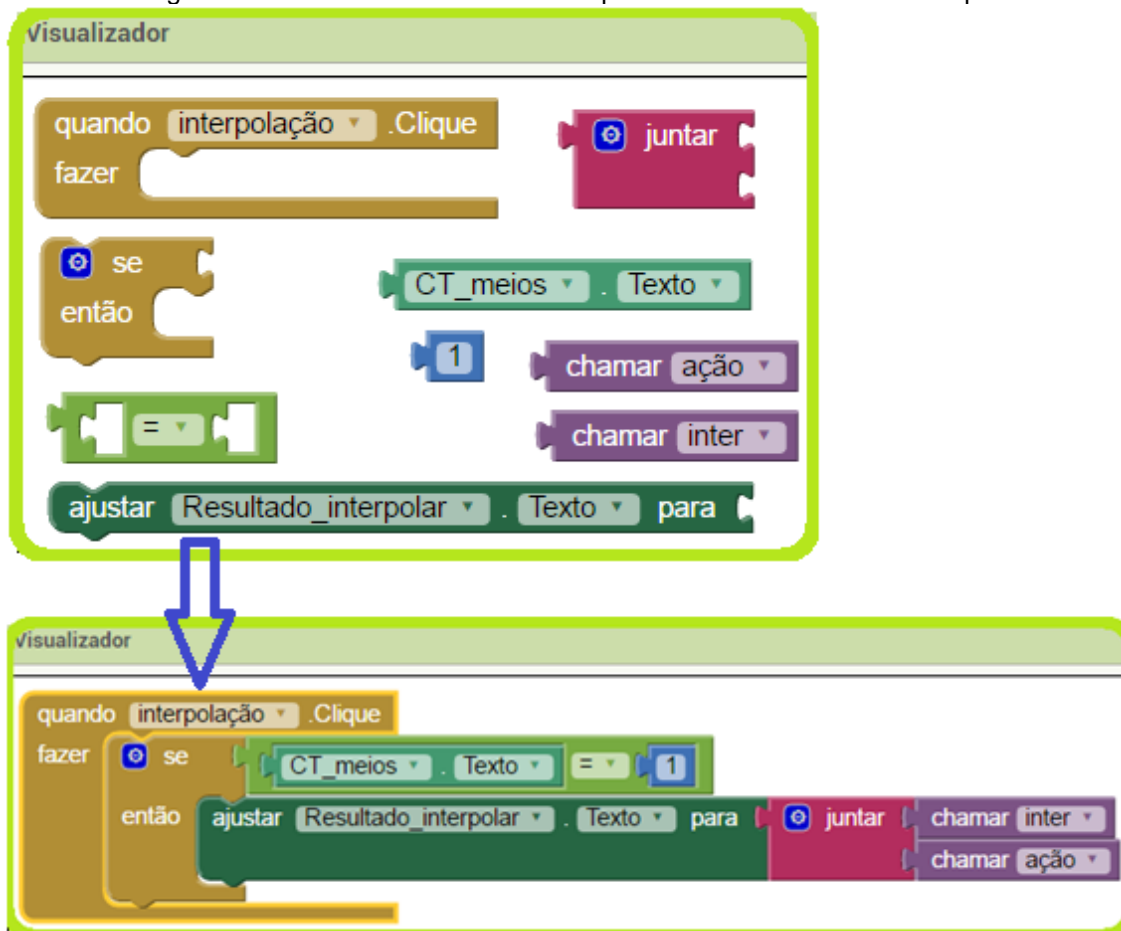 Visualizador
quando interpolação .Clique
fazer
juntar
se
então
CT_meios . Texto
1
chamar ação
chamar inter
=
ajustar Resultado_interpolar . Texto para
Visualizador
quando interpolação .Clique
fazer se CT_meios . Texto = 1
então ajustar Resultado_interpolar . Texto para juntar chamar inter
chamar ação